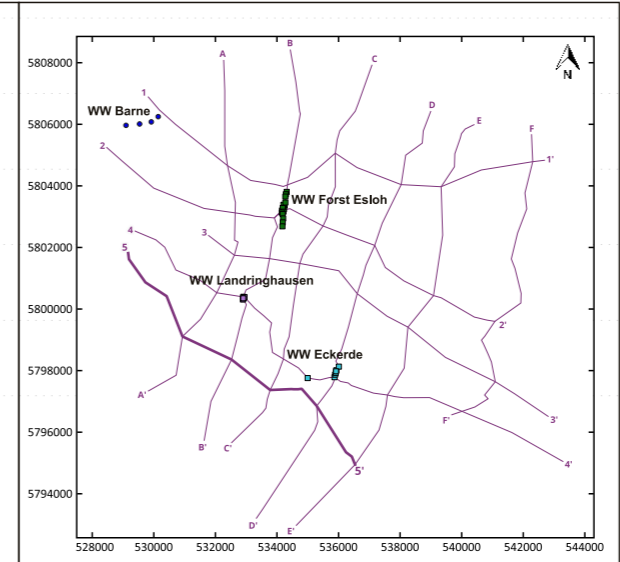 B
A
C
5808000
N
1
D
WW Barne
E
5806000
F
2
1'
5804000
WW Forst Esloh
4
3
5
5802000
WW Landringhausen
5800000
2'
WW Eckerde
5798000
A'
F'
3'
5796000
B'
C'
5'
4'
5794000
D'
E'
528000 530000 532000 534000 536000 538000 540000 542000 544000